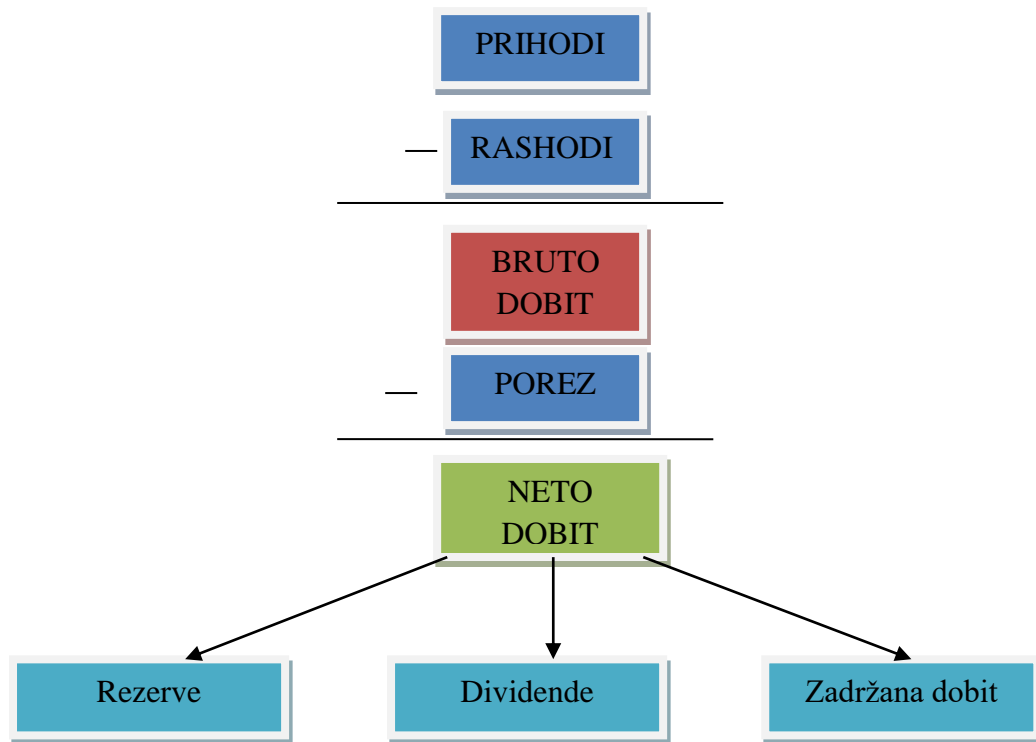 PRIHODI
— RASHODI
BRUTO
DOBIT
— POREZ
NETO
DOBIT
Rezerve
Dividende
Zadržana dobit